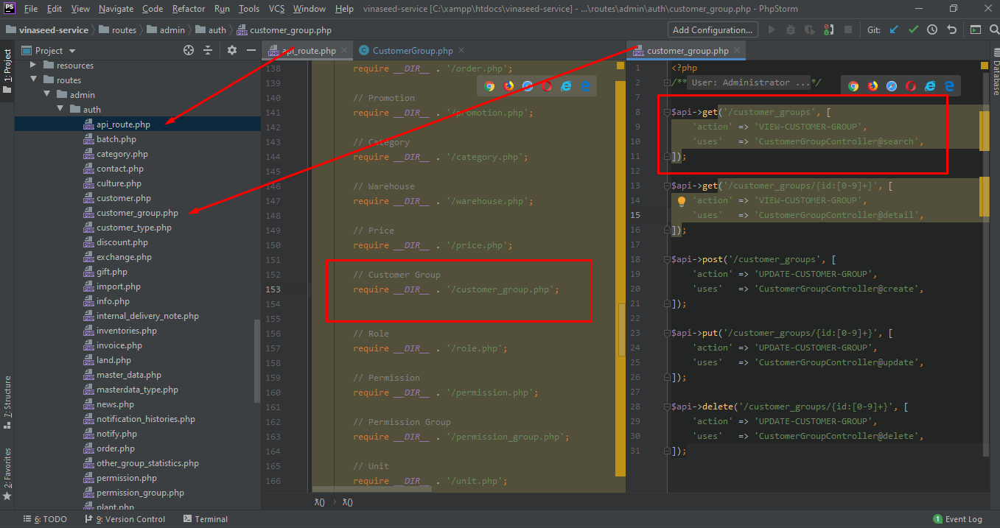 PS File Edit View Navigate Code Refactor Run Tools VCS Window Help vinaseed-service [C:\xampp\htdocs\vinaseed-service] - ...\routes\admin\auth\customer_group.php - PhpStorm
vinaseed-service routes admin auth customer_group.php Add Configuration... Git:
1: Project
7: Structure
2: Favorites
Project
resources
routes
admin
auth
api_route.php
batch.php
category.php
contact.php
culture.php
customer.php
customer_group.php
customer_type.php
discount.php
exchange.php
gift.php
import.php
info.php
internal_delivery_note.php
inventories.php
invoice.php
land.php
master_data.php
masterdata_type.php
news.php
notification_histories.php
notify.php
order.php
other_group_statistics.php
permission.php
permission_group.php
plant.php
api_route.php CustomerGroup.php
138 require __DIR__ . '/order.php';
139
140 // Promotion
141 require __DIR__ . '/promotion.php';
142
143 // Category
144 require __DIR__ . '/category.php';
145
146 // Warehouse
147 require __DIR__ . '/warehouse.php';
148
149 // Price
150 require __DIR__ . '/price.php';
151
152 // Customer Group
153 require __DIR__ . '/customer_group.php';
154
155
156 // Role
157 require __DIR__ . '/role.php';
158
159 // Permission
160 require __DIR__ . '/permission.php';
161
162 // Permission Group
163 require __DIR__ . '/permission_group.php';
164
165 // Unit
166 require __DIR__ . '/unit.php';
λ() λ()
customer_group.php
1 <?php
2 /** User: Administrator ...*/
7
8 $api->get('/customer_groups', [
9 'action' => 'VIEW-CUSTOMER-GROUP',
10 'uses' => 'CustomerGroupController@search',
11 ]);
12
13 $api->get('/customer_groups/{id:[0-9]+}', [
14 'action' => 'VIEW-CUSTOMER-GROUP',
15 'uses' => 'CustomerGroupController@detail',
16 ]);
17
18 $api->post('/customer_groups', [
19 'action' => 'UPDATE-CUSTOMER-GROUP',
20 'uses' => 'CustomerGroupController@create',
21 ]);
22
23 $api->put('/customer_groups/{id:[0-9]+}', [
24 'action' => 'UPDATE-CUSTOMER-GROUP',
25 'uses' => 'CustomerGroupController@update',
26 ]);
27
28 $api->delete('/customer_groups/{id:[0-9]+}', [
29 'action' => 'UPDATE-CUSTOMER-GROUP',
30 'uses' => 'CustomerGroupController@delete',
31 ]);
Database
6: TODO 9: Version Control Terminal 1 Event Log